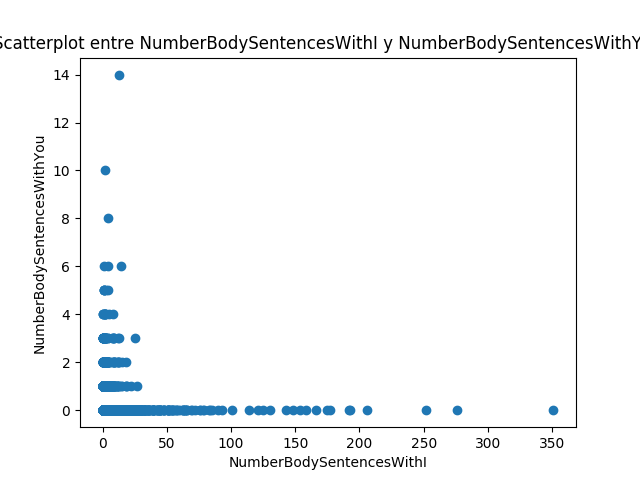 Scatterplot entre NumberBodySentencesWithI y NumberBodySentencesWithY
14
12
10
8
6
4
2
0
NumberBodySentencesWithYou
0 50 100 150 200 250 300 350
NumberBodySentencesWithI